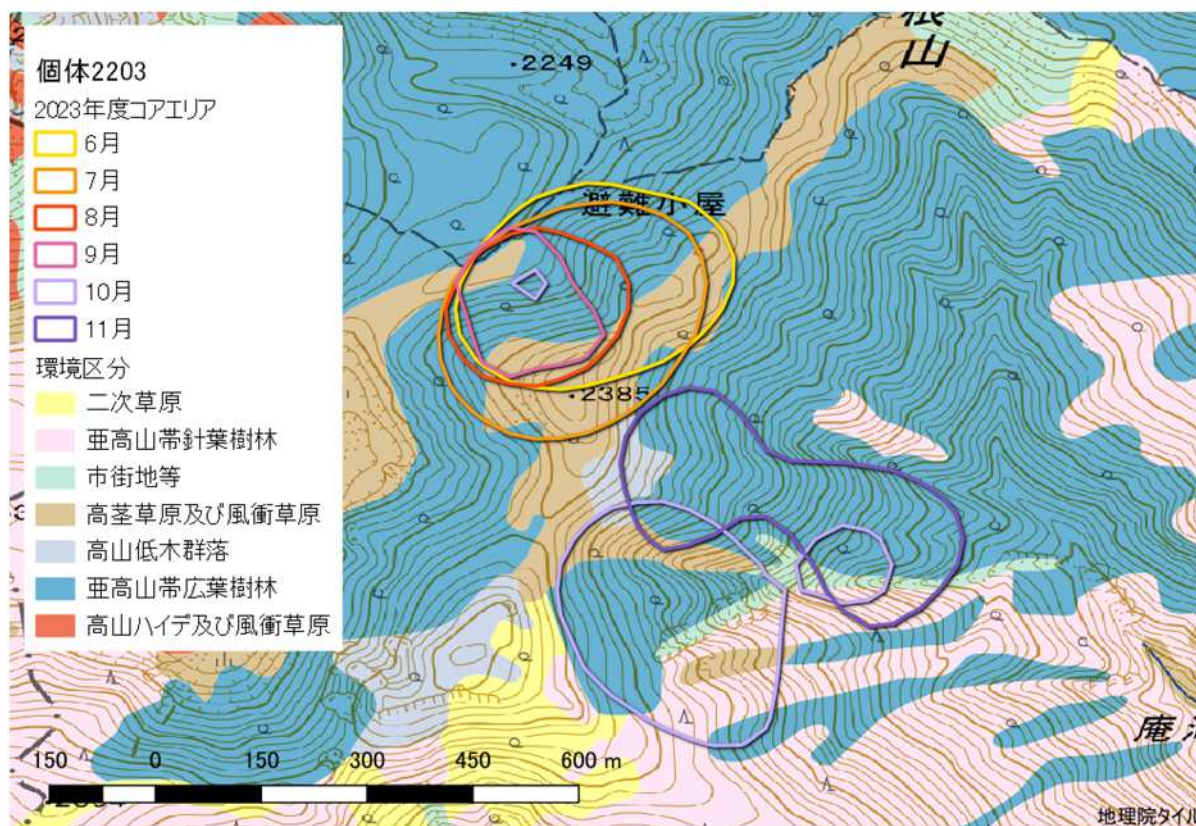 個体2203
2023年度コアエリア
6月
7月
8月
9月
10月
11月
環境区分
二次草原
亜高山帯針葉樹林
市街地等
高茎草原及び風衝草原
高山低木群落
亜高山帯広葉樹林
高山ハイデ及び風衝草原
・2249
根山
避難小屋
・2385
庵
150 0 150 300 450 600 m
地理院タイル